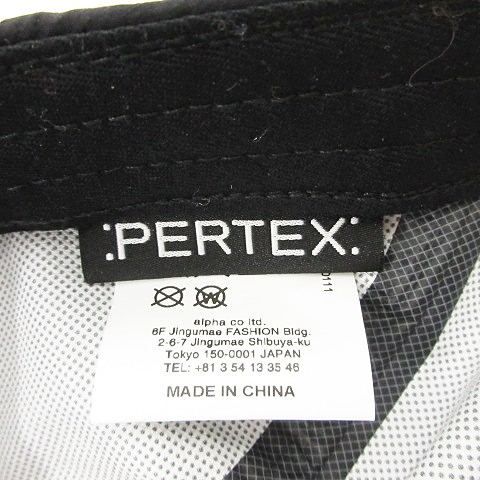 :PERTEX:
alpha co ltd.
6F Jingumae FASHION Bldg.
2-6-7 Jingumae Shibuya-ku
Tokyo 150-0001 JAPAN
TEL: +81 3 54 13 35 46
MADE IN CHINA